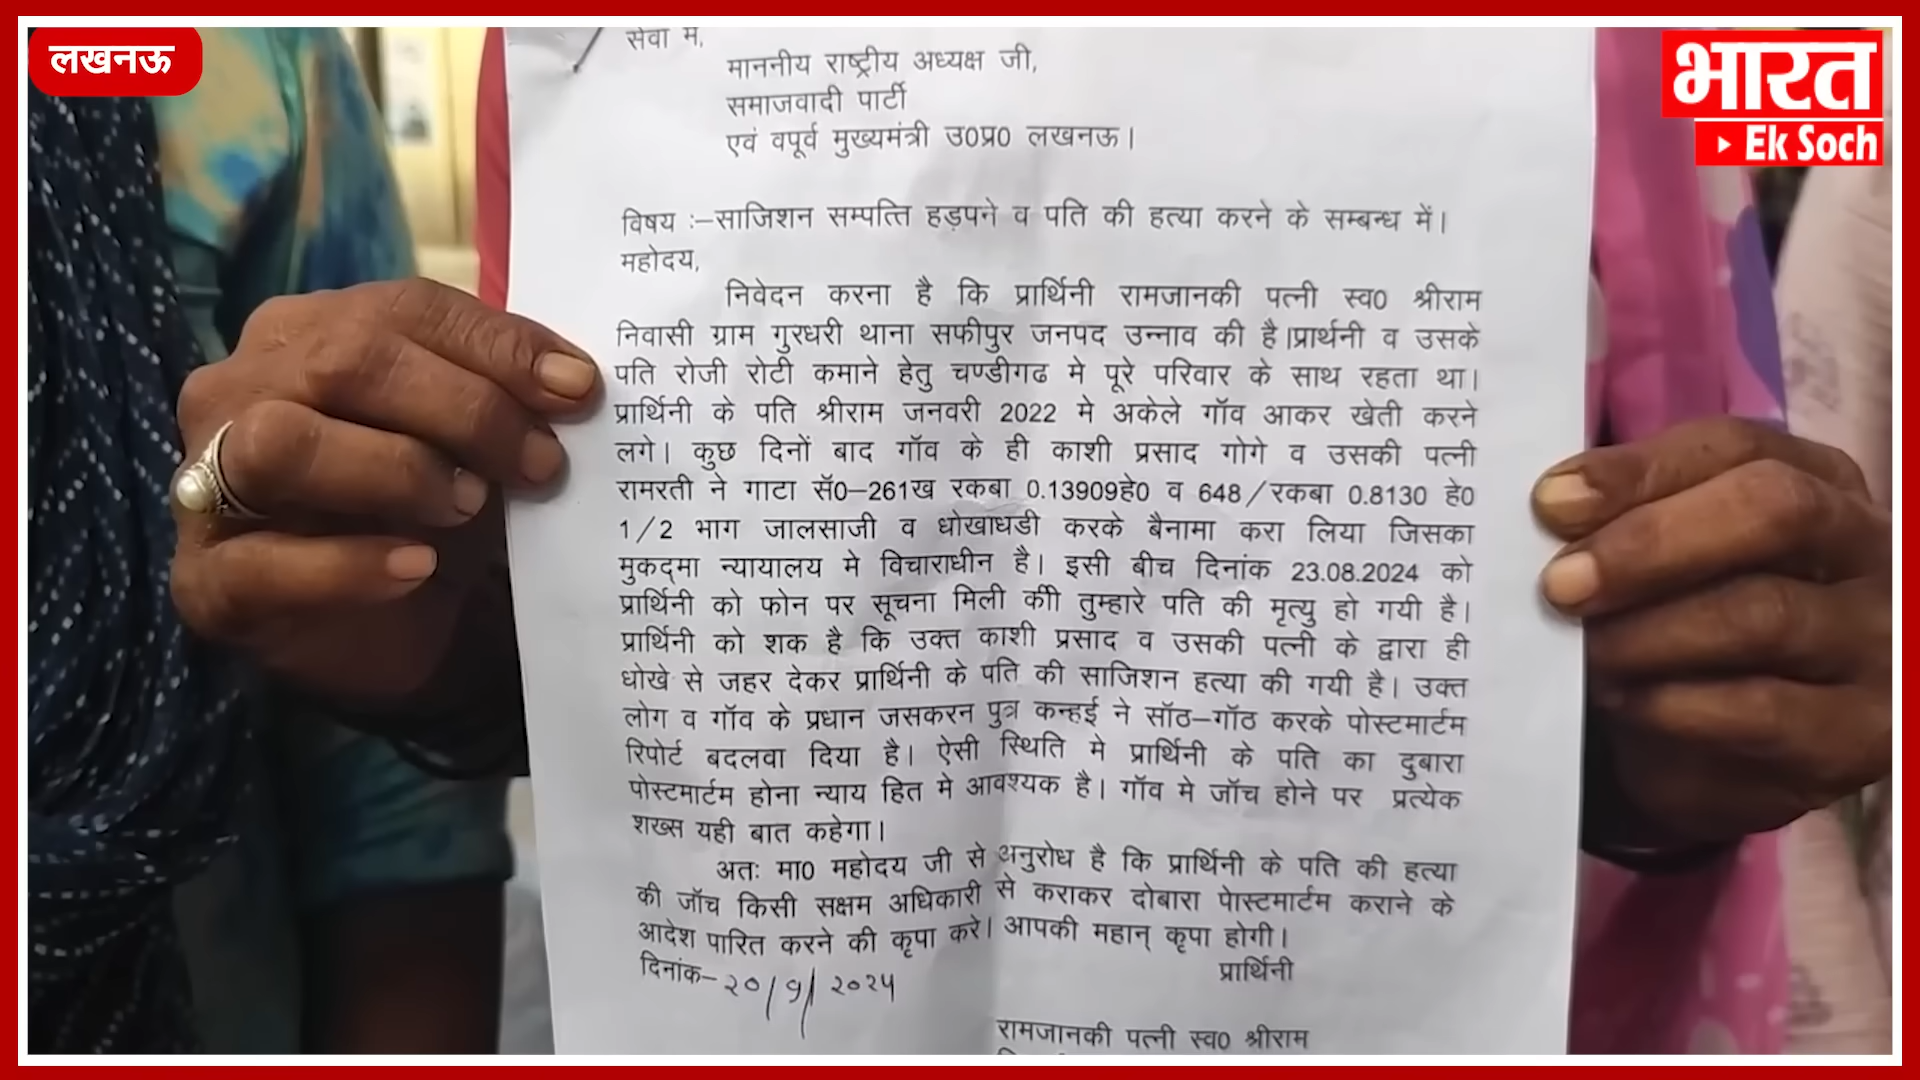 लखनऊ
भारत
Ek Soch
सेवा में,
माननीय राष्ट्रीय अध्यक्ष जी,
समाजवादी पार्टी
एवं वपूर्व मुख्यमंत्री उ0प्र0 लखनऊ।
विषय :–साजिशन सम्पत्ति हड़पने व पति की हत्या करने के सम्बन्ध में।
महोदय,
निवेदन करना है कि प्रार्थिनी रामजानकी पत्नी स्व0 श्रीराम
निवासी ग्राम गुरधरी थाना सफीपुर जनपद उन्नाव की है।प्रार्थनी व उसके
पति रोजी रोटी कमाने हेतु चण्डीगढ मे पूरे परिवार के साथ रहता था।
प्रार्थिनी के पति श्रीराम जनवरी 2022 मे अकेले गॉव आकर खेती करने
लगे। कुछ दिनों बाद गॉव के ही काशी प्रसाद गोगे व उसकी पत्नी
रामरती ने गाटा सॅ0–261ख रकबा 0.13909हे0 व 648/रकबा 0.8130 हे0
1/2 भाग जालसाजी व धोखाधडी करके बैनामा करा लिया जिसका
मुकद्मा न्यायालय मे विचाराधीन है। इसी बीच दिनांक 23.08.2024 को
प्रार्थिनी को फोन पर सूचना मिली कीी तुम्हारे पति की मृत्यु हो गयी है।
प्रार्थिनी को शक है कि उक्त काशी प्रसाद व उसकी पत्नी के द्वारा ही
धोखे से जहर देकर प्रार्थिनी के पति की साजिशन हत्या की गयी है। उक्त
लोग व गॉव के प्रधान जसकरन पुत्र कन्हई ने सॉठ–गॉठ करके पोस्टमार्टम
रिपोर्ट बदलवा दिया है। ऐसी स्थिति मे प्रार्थिनी के पति का दुबारा
पोस्टमार्टम होना न्याय हित मे आवश्यक है। गॉव मे जॉच होने पर प्रत्येक
शख्स यही बात कहेगा।
अतः मा0 महोदय जी से अनुरोध है कि प्रार्थिनी के पति की हत्या
की जॉच किसी सक्षम अधिकारी से कराकर दोबारा पेास्टमार्टम कराने के
आदेश पारित करने की कृपा करे। आपकी महान् कृपा होगी।
दिनांक– २०/9/ २०२५
प्रार्थिनी
रामजानकी पत्नी स्व0 श्रीराम